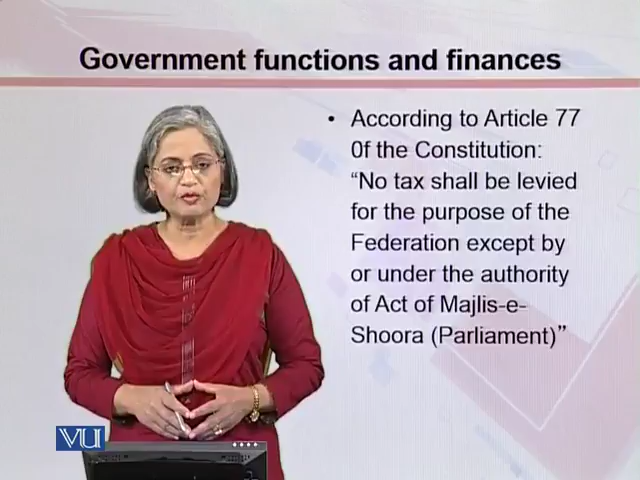 Government functions and finances
• According to Article 77
0f the Constitution:
“No tax shall be levied
for the purpose of the
Federation except by
or under the authority
of Act of Majlis-e-
Shoora (Parliament)”
VU